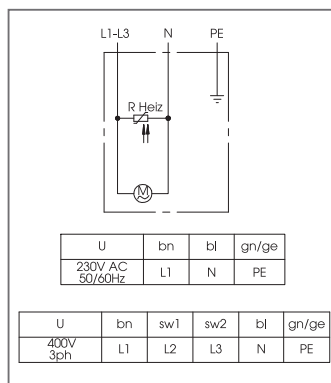 L1-L3 N PE
R Heiz
M
U bn bl gn/ge
230V AC L1 N PE
50/60Hz
U bn sw1 sw2 bl gn/ge
400V L1 L2 L3 N PE
3ph